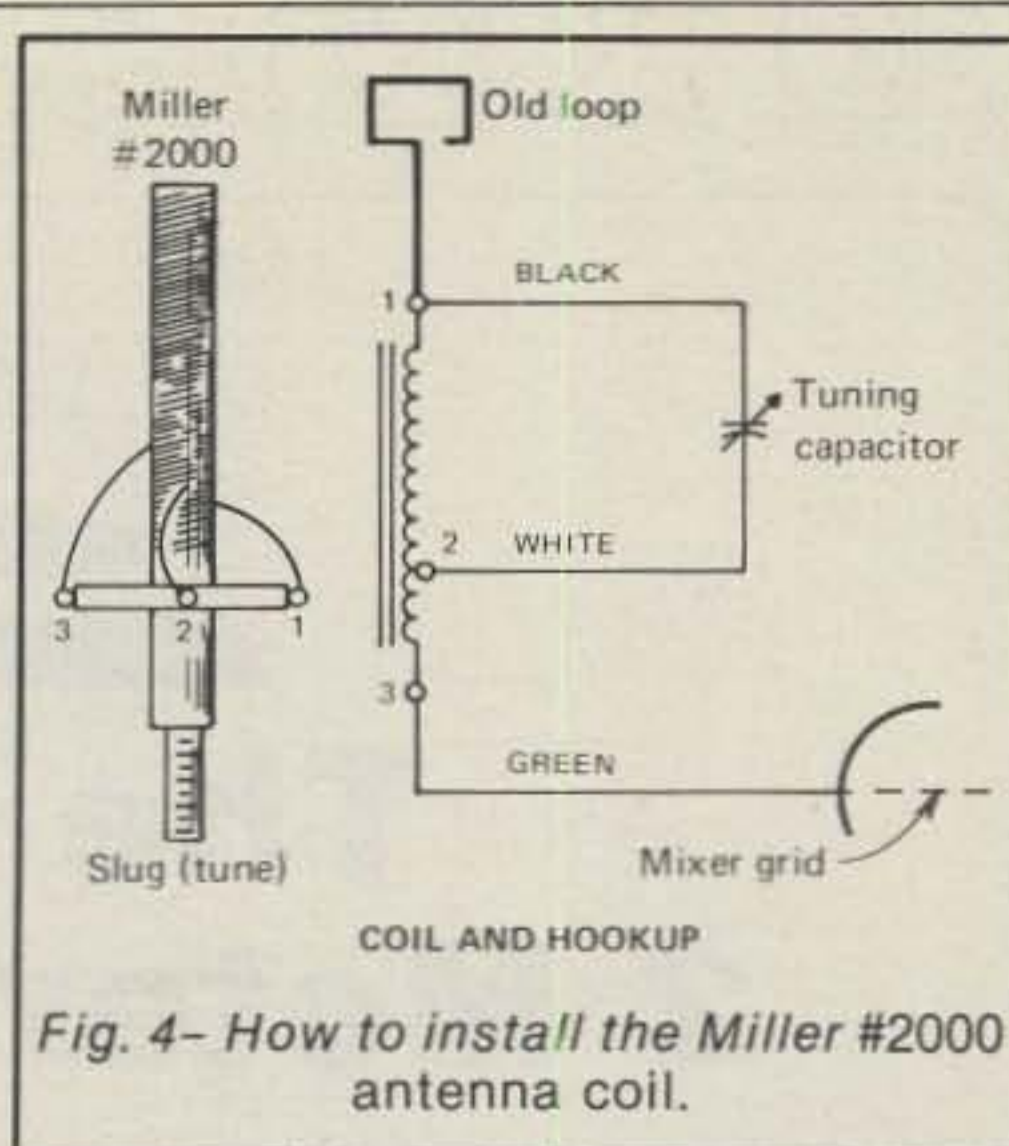 Miller
#2000
Old loop
BLACK
1
Tuning
capacitor
2
WHITE
3
2
1
3
GREEN
Slug (tune)
Mixer grid
COIL AND HOOKUP
Fig. 4– How to install the Miller #2000
antenna coil.